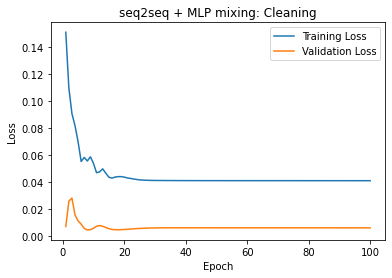 seq2seq + MLP mixing: Cleaning
Training Loss
Validation Loss
0.14
0.12
0.10
0.08
0.06
0.04
0.02
0.00
Loss
0
20
40
60
80
100
Epoch